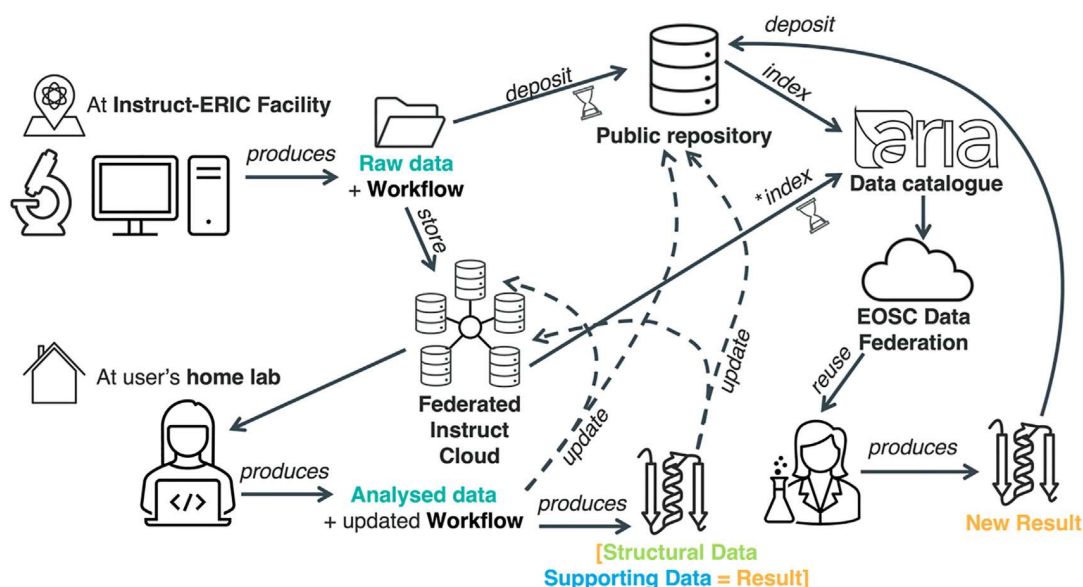 deposit
deposit
At Instruct-ERIC Facility
index
Public repository
aria
produces
Raw data
+ Workflow
Data catalogue
*index
store
EOSC Data
Federation
At user's home lab
reuse
update
Federated
Instruct
Cloud
update
produces
produces
Analysed data
+ updated Workflow
produces
</>
New Result
[Structural Data
Supporting Data = Result]